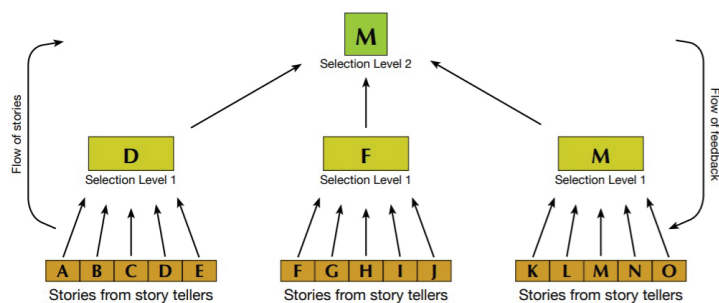 M
Selection Level 2
Flow of stories
Flow of feedback
D
Selection Level 1
F
Selection Level 1
M
Selection Level 1
A B C D E
Stories from story tellers
F G H I J
Stories from story tellers
K L M N O
Stories from story tellers